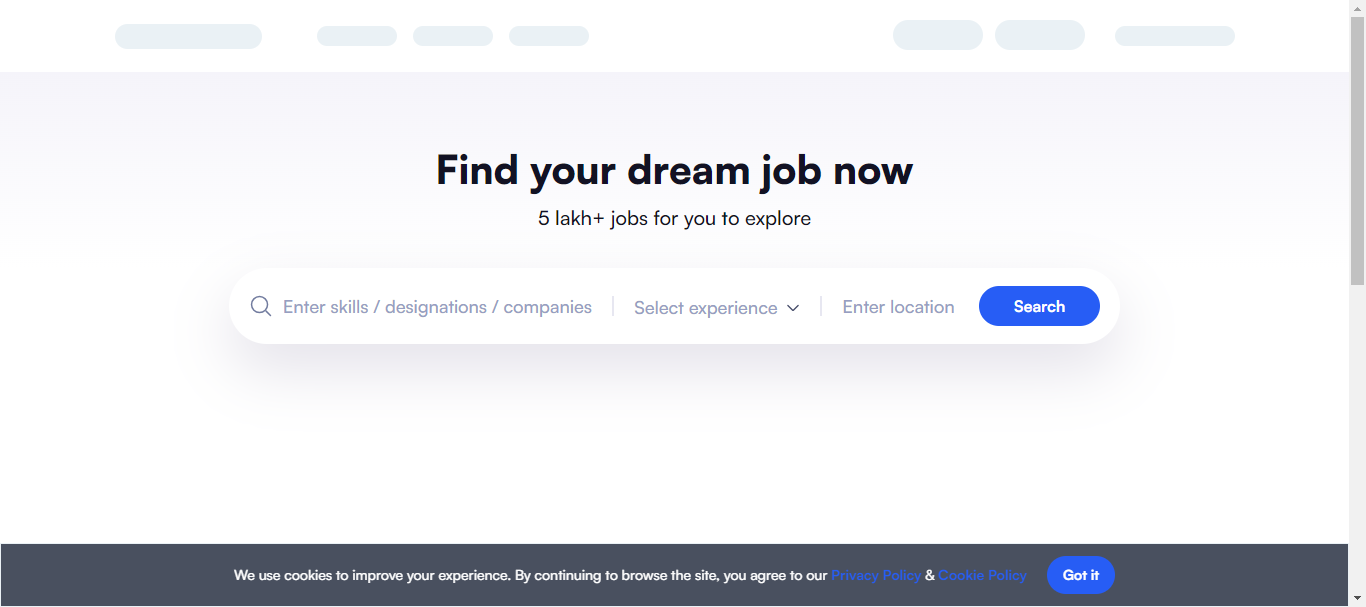 Find your dream job now
5 lakh+ jobs for you to explore
Enter skills / designations / companies Select experience Enter location Search
We use cookies to improve your experience. By continuing to browse the site, you agree to our Privacy Policy & Cookie Policy Got it